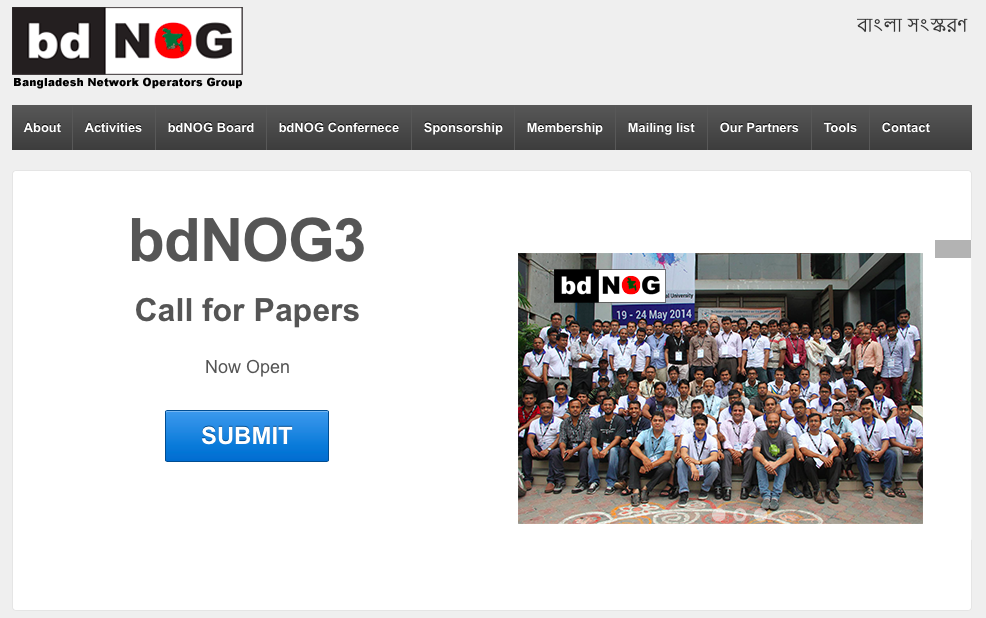 bd NOG
Bangladesh Network Operators Group
বাংলা সংস্করণ
About Activities bdNOG Board bdNOG Confernece Sponsorship Membership Mailing list Our Partners Tools Contact
bdNOG3
Call for Papers
Now Open
SUBMIT
bd NOG
University
19 - 24 May 2014